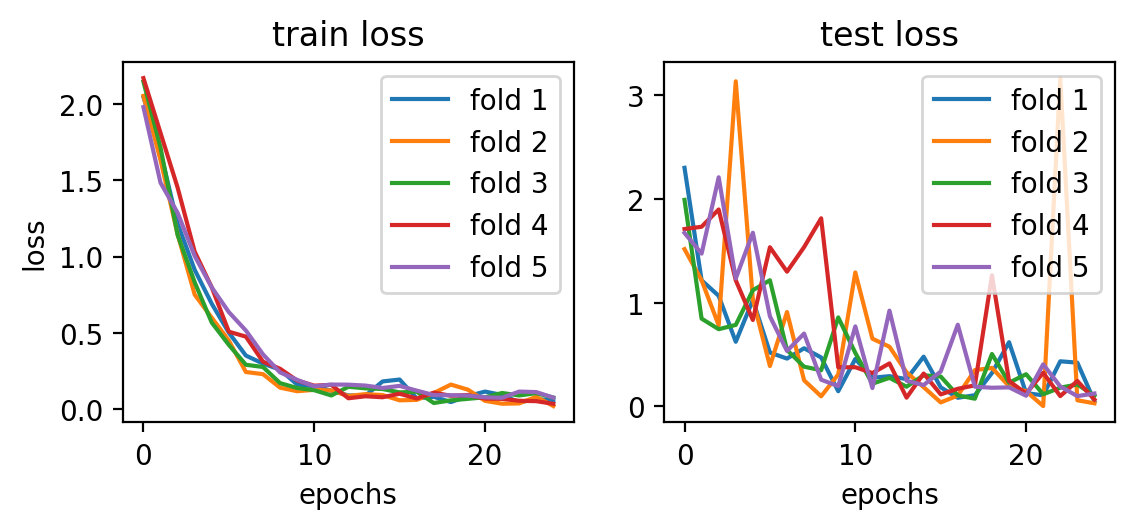 train loss
2.0
1.5
1.0
0.5
0.0
loss
0
10
20
epochs
fold 1
fold 2
fold 3
fold 4
fold 5
test loss
3
2
1
0
0
10
20
epochs
fold 1
fold 2
fold 3
fold 4
fold 5